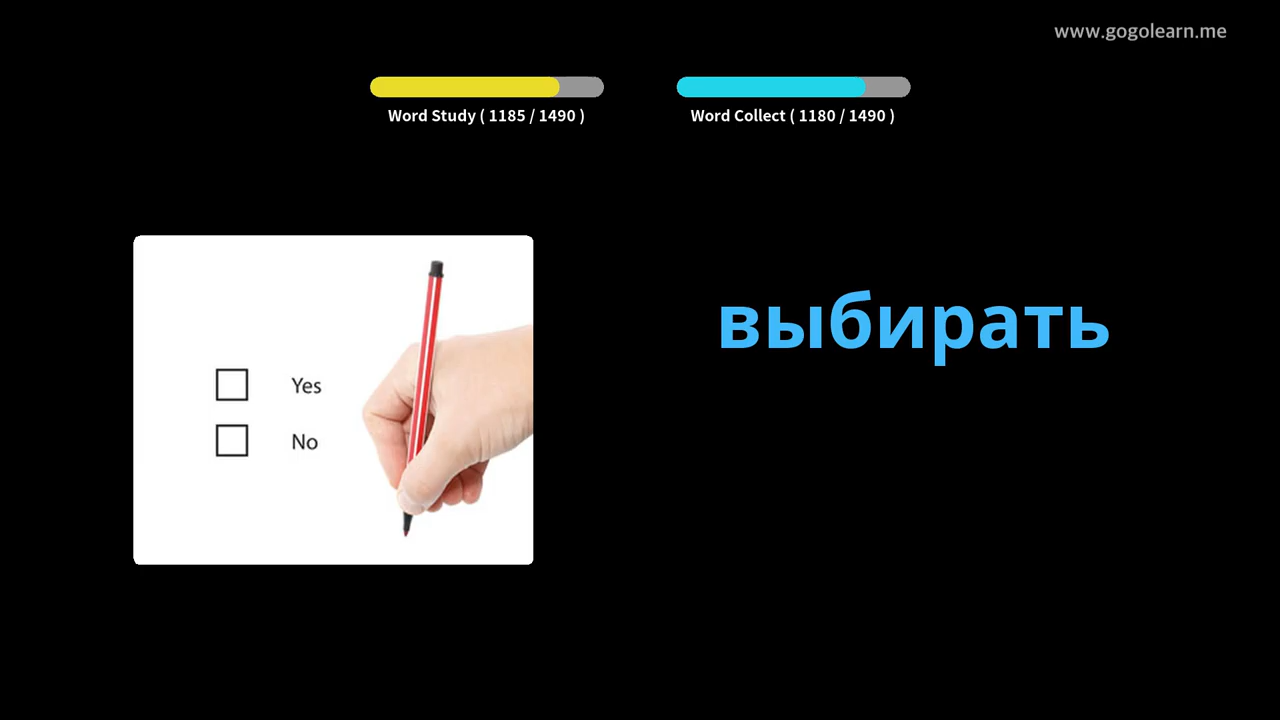 www.gogolearn.me
Word Study ( 1185 / 1490 )
Word Collect ( 1180 / 1490 )
выбирать
Yes
No